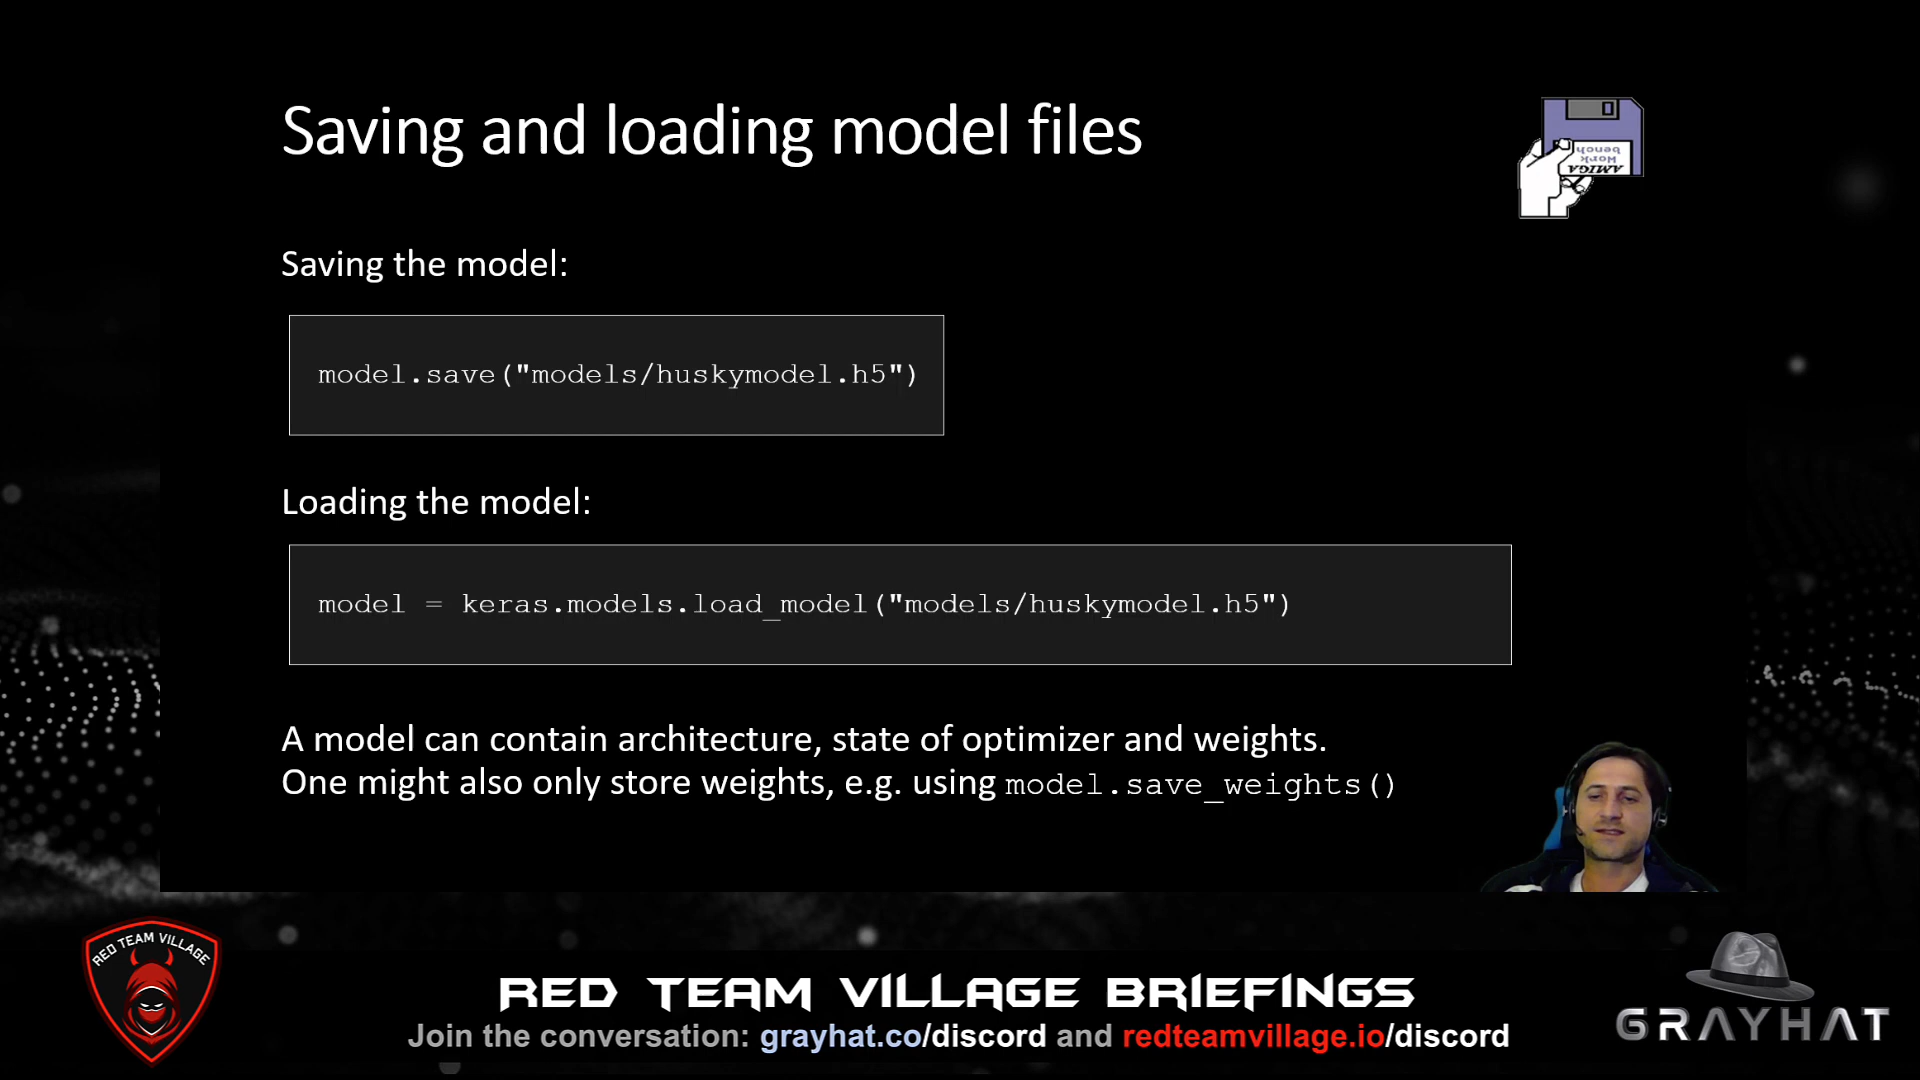 Saving and loading model files
AMIGA
Work
bench
Saving the model:
model.save("models/huskymodel.h5")
Loading the model:
model = keras.models.load_model("models/huskymodel.h5")
A model can contain architecture, state of optimizer and weights.
One might also only store weights, e.g. using model.save_weights()
RED TEAM VILLAGE
RED TEAM VILLAGE BRIEFINGS
Join the conversation: grayhat.co/discord and redteamvillage.io/discord
GRAYHAT